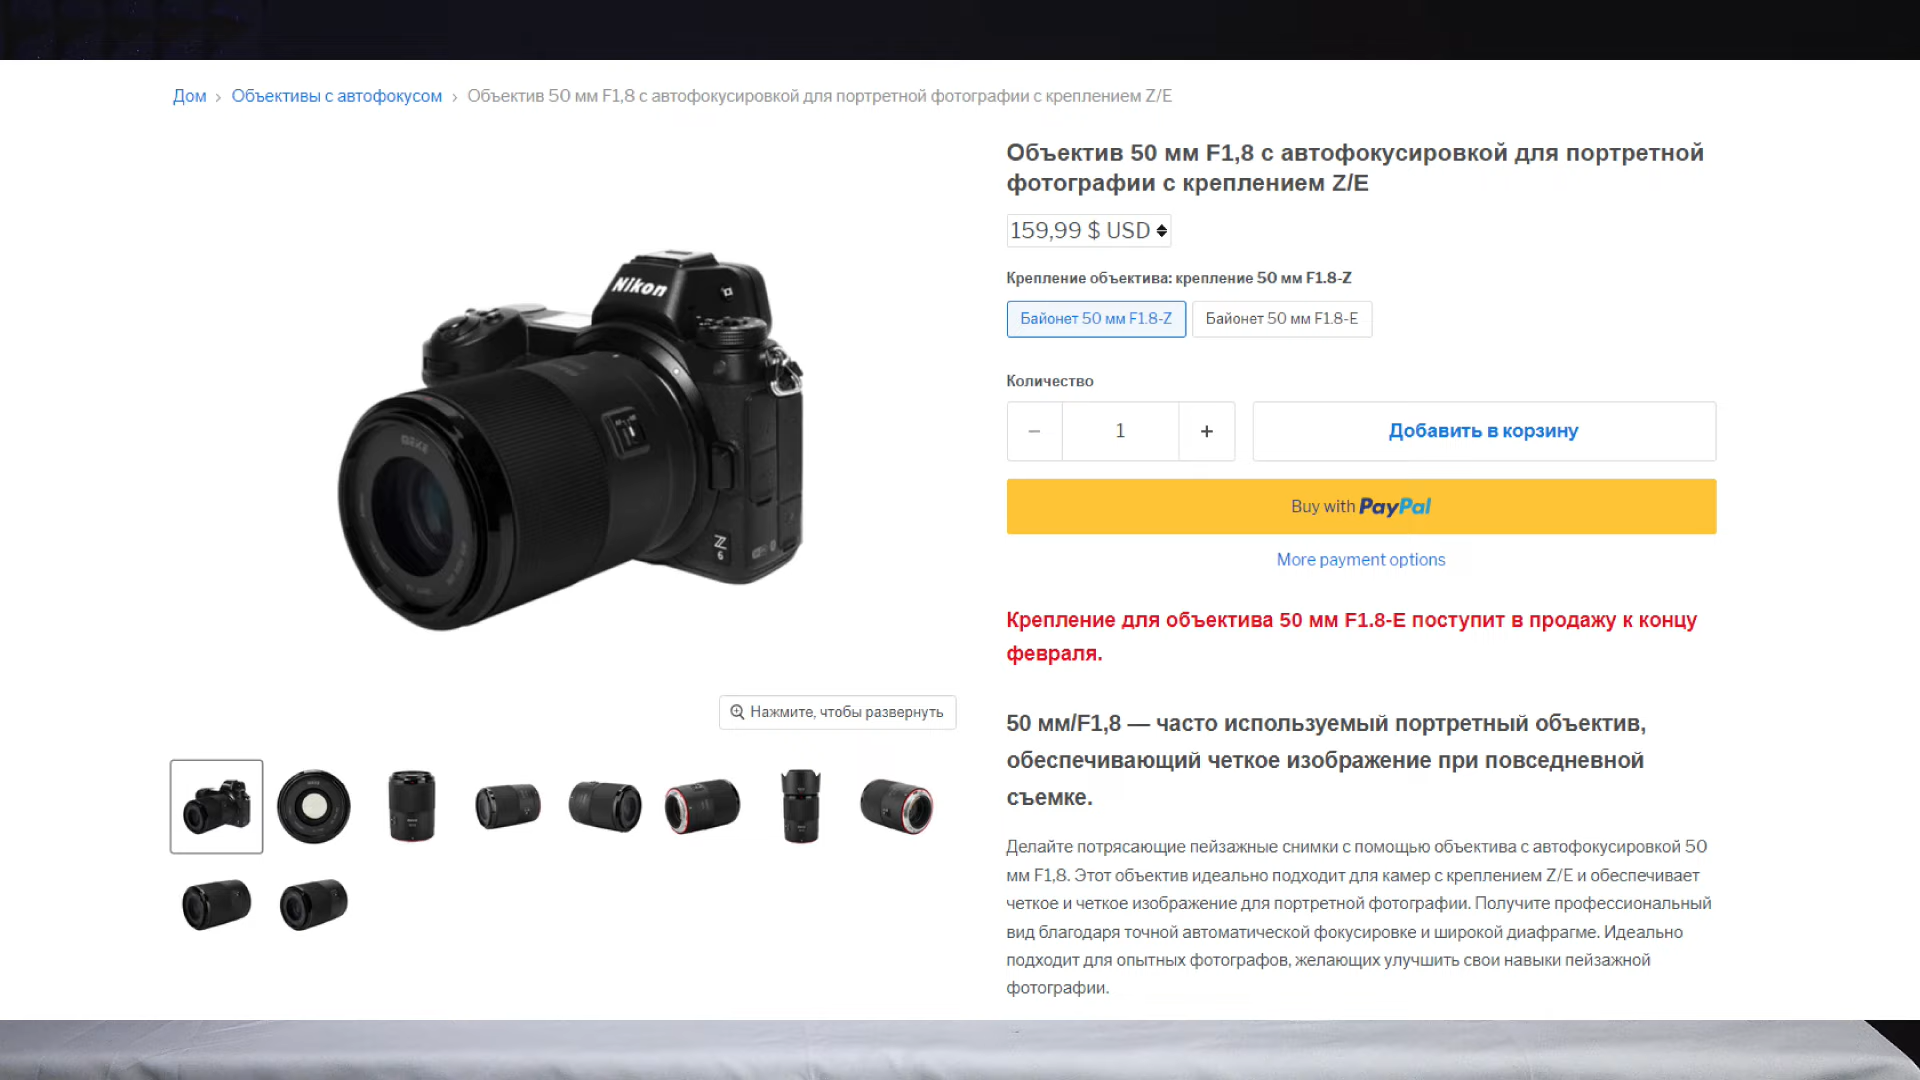 Дом › Объективы с автофокусом › Объектив 50 мм F1,8 с автофокусировкой для портретной фотографии с креплением Z/E
Объектив 50 мм F1,8 с автофокусировкой для портретной
фотографии с креплением Z/E
159,99 $ USD
Крепление объектива: крепление 50 мм F1.8-Z
Байонет 50 мм F1.8-Z
Байонет 50 мм F1.8-E
Количество
− 1 +
Добавить в корзину
Buy with PayPal
More payment options
Крепление для объектива 50 мм F1.8-E поступит в продажу к концу
февраля.
50 мм/F1,8 — часто используемый портретный объектив,
обеспечивающий четкое изображение при повседневной
съемке.
Делайте потрясающие пейзажные снимки с помощью объектива с автофокусировкой 50
мм F1,8. Этот объектив идеально подходит для камер с креплением Z/E и обеспечивает
четкое и четкое изображение для портретной фотографии. Получите профессиональный
вид благодаря точной автоматической фокусировке и широкой диафрагме. Идеально
подходит для опытных фотографов, желающих улучшить свои навыки пейзажной
фотографии.
Nikon
Z
6
Нажмите, чтобы развернуть